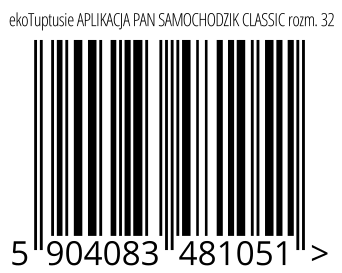 ekoTuptusie APLIKACJA PAN SAMOCHODZIK CLASSIC rozm. 32
5 904083 481051 >